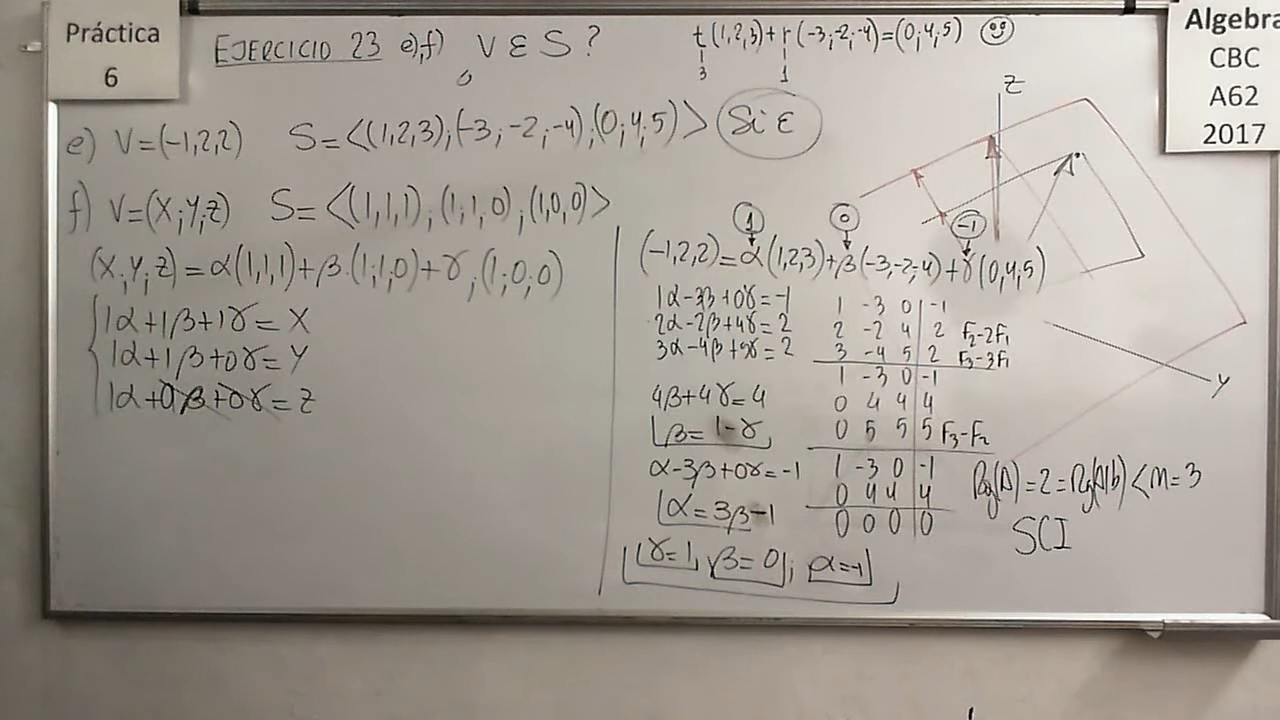 Práctica
6
EJERCICIO 23 e),f) ¿ V ∈ S ?
t(1,2,3)+r(-3;-2;-4)=(0;4;5)
3 1
Algebra
CBC
A62
2017
e) V=(-1,2,2) S=<(1,2,3);(-3;-2;-4);(0;4;5)> Si ∈
f) V=(X;Y;Z) S=<(1,1,1);(1;1,0);(1,0,0)>
(X;Y;Z)=α(1,1,1)+β.(1;1;0)+γ.(1;0;0)
1α+1β+1γ=X
1α+1β+0γ=Y
1α+0β+0γ=Z
Z
Y
1 0 -1
(-1,2,2)=α(1,2,3)+β(-3,-2,-4)+γ(0,4,5)
1α-3β+0γ=-1
2α-2β+4γ=2
3α-4β+5γ=2
4β+4γ=4
β=1-γ
α-3β+0γ=-1
α=3β-1
γ=1, β=0; α=-1
1 -3 0 -1
2 -2 4 2 F2-2F1
3 -4 5 2 F3-3F1
1 -3 0 -1
0 4 4 4
0 5 5 5 F3-F2
1 -3 0 -1
0 4 4 4
0 0 0 0
Rg(A)=2=Rg(A|b)<n=3
SCI